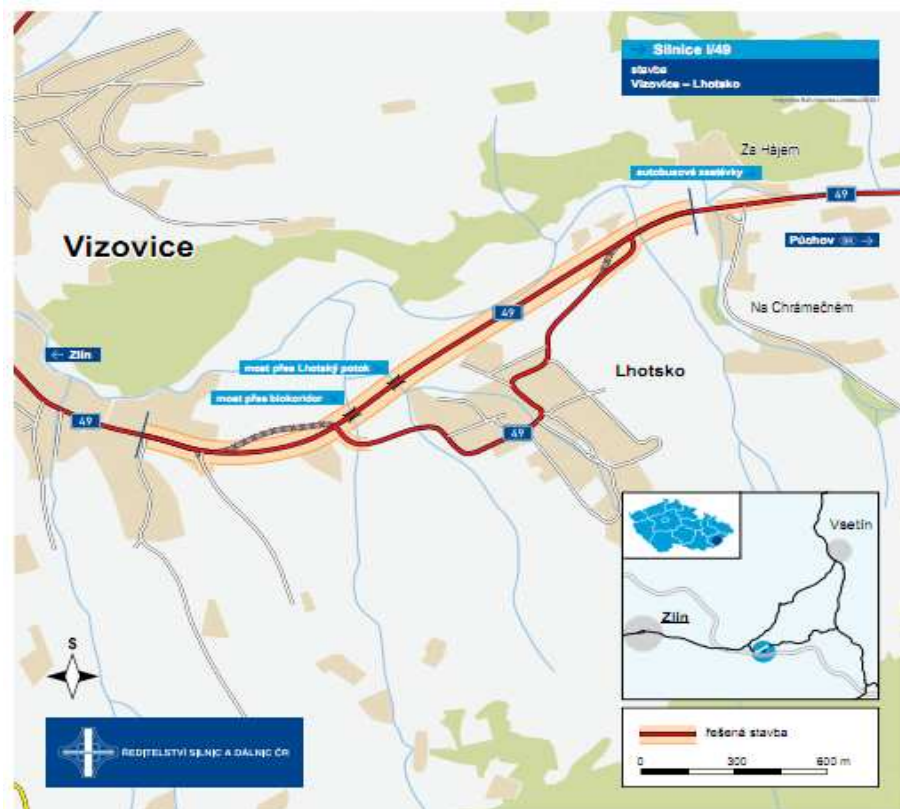 → Silnice I/49
stavba
Vizovice – Lhotsko
Za Hájem
autobusové zastávky
49
Vizovice
Půchov →
Na Chrámečném
49
← Zlín
most přes Lhotský potok
Lhotsko
most přes biokoridor
49
49
Vsetín
Zlín
S
ŘEDITELSTVÍ SILNIC A DÁLNIC ČR
řešená stavba
0 300 600 m